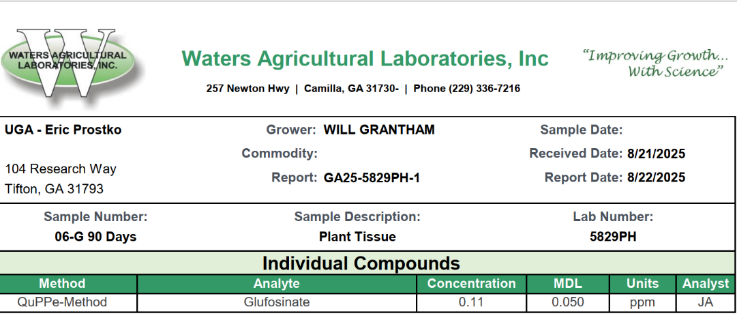 W
WATERS AGRICULTURAL
LABORATORIES, INC.
Waters Agricultural Laboratories, Inc
"Improving Growth...
With Science"
257 Newton Hwy | Camilla, GA 31730- | Phone (229) 336-7216
UGA - Eric Prostko
104 Research Way
Tifton, GA 31793
Grower: WILL GRANTHAM
Commodity:
Report: GA25-5829PH-1
Sample Date:
Received Date: 8/21/2025
Report Date: 8/22/2025
Sample Number: Sample Description: Lab Number:
06-G 90 Days Plant Tissue 5829PH
Individual Compounds
Method Analyte Concentration MDL Units Analyst
QuPPe-Method Glufosinate 0.11 0.050 ppm JA